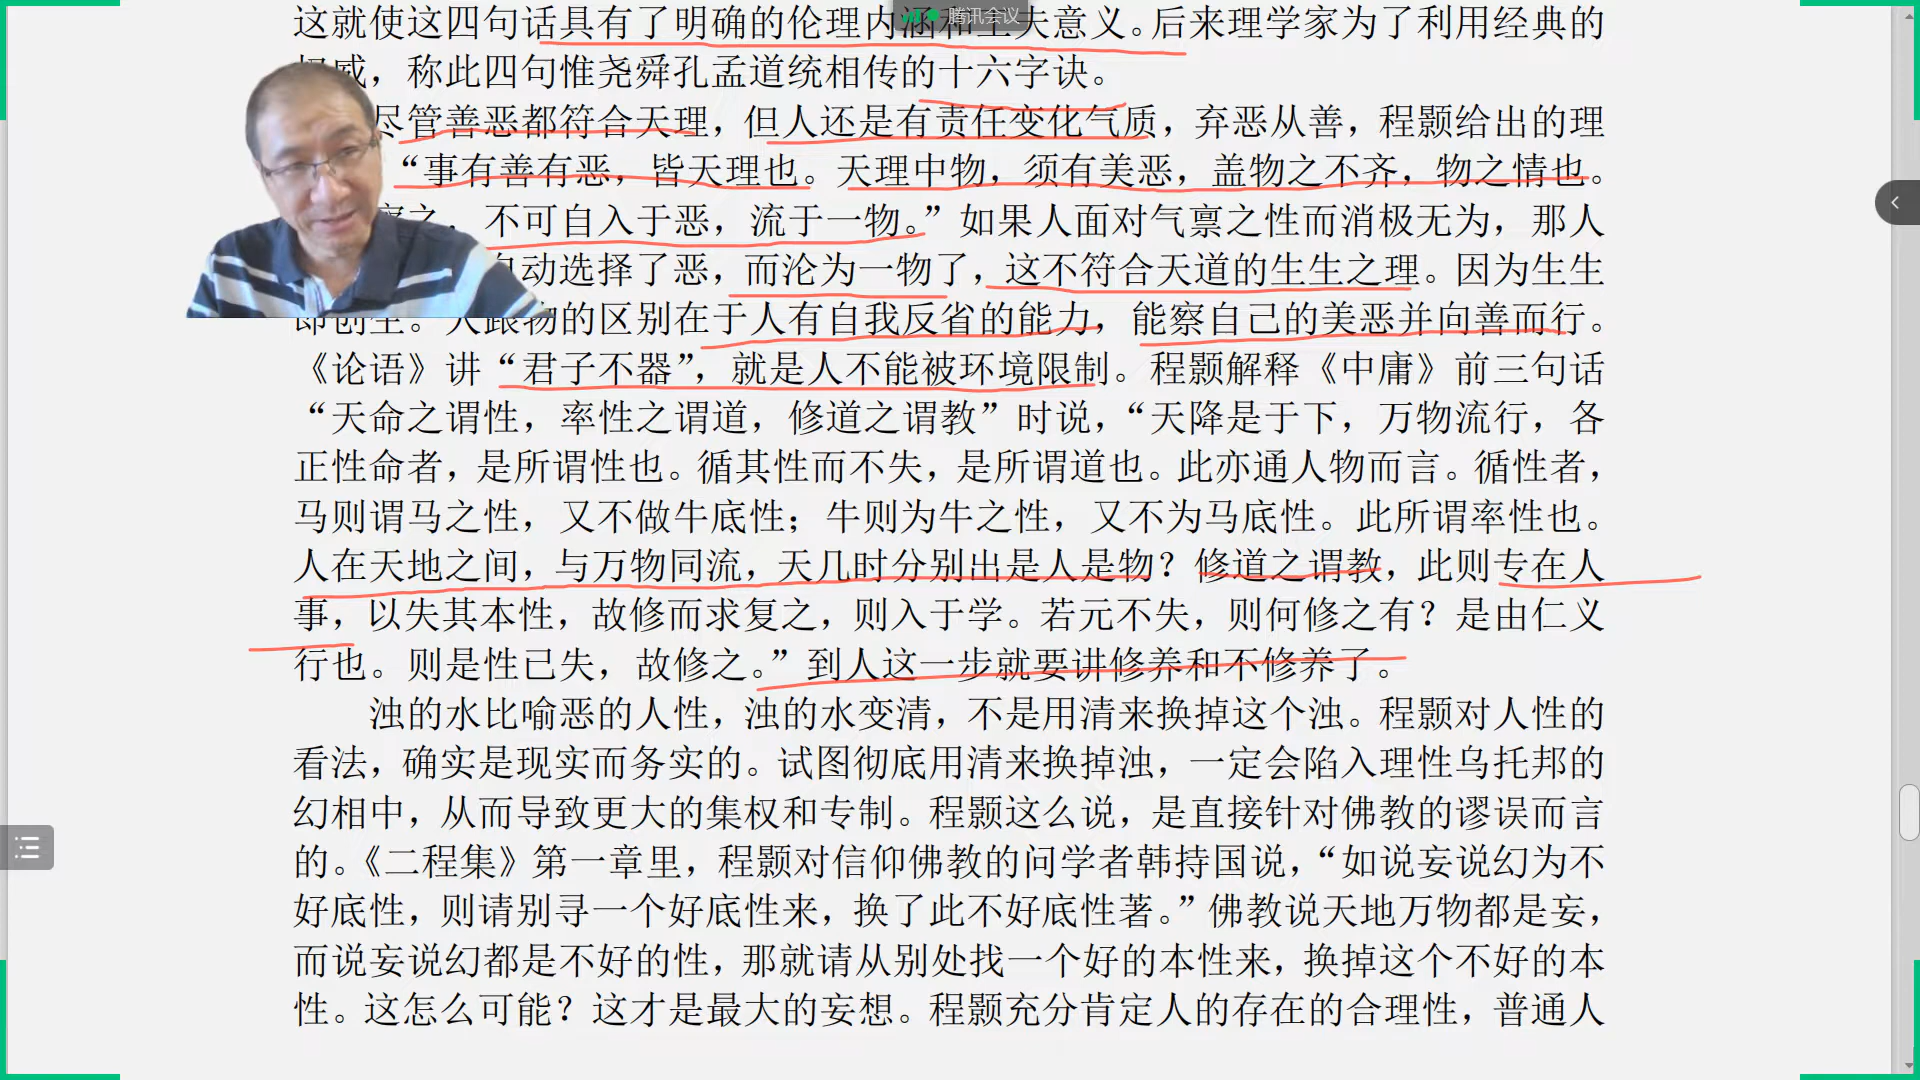 这就使这四句话具有了明确的伦理内涵和工夫意义。后来理学家为了利用经典的
腾讯会议
威，称此四句惟尧舜孔孟道统相传的十六字诀。
尽管善恶都符合天理，但人还是有责任变化气质，弃恶从善，程颢给出的理
“事有善有恶，皆天理也。天理中物，须有美恶，盖物之不齐，物之情也。
察之，不可自入于恶，流于一物。”如果人面对气禀之性而消极无为，那人
自动选择了恶，而沦为一物了，这不符合天道的生生之理。因为生生
即创生。人跟物的区别在于人有自我反省的能力，能察自己的美恶并向善而行。
《论语》讲“君子不器”，就是人不能被环境限制。程颢解释《中庸》前三句话
“天命之谓性，率性之谓道，修道之谓教”时说，“天降是于下，万物流行，各
正性命者，是所谓性也。循其性而不失，是所谓道也。此亦通人物而言。循性者，
马则谓马之性，又不做牛底性；牛则为牛之性，又不为马底性。此所谓率性也。
人在天地之间，与万物同流，天几时分别出是人是物？修道之谓教，此则专在人
事，以失其本性，故修而求复之，则入于学。若元不失，则何修之有？是由仁义
行也。则是性已失，故修之。”到人这一步就要讲修养和不修养了。
浊的水比喻恶的人性，浊的水变清，不是用清来换掉这个浊。程颢对人性的
看法，确实是现实而务实的。试图彻底用清来换掉浊，一定会陷入理性乌托邦的
幻相中，从而导致更大的集权和专制。程颢这么说，是直接针对佛教的谬误而言
的。《二程集》第一章里，程颢对信仰佛教的问学者韩持国说，“如说妄说幻为不
好底性，则请别寻一个好底性来，换了此不好底性著。”佛教说天地万物都是妄，
而说妄说幻都是不好的性，那就请从别处找一个好的本性来，换掉这个不好的本
性。这怎么可能？这才是最大的妄想。程颢充分肯定人的存在的合理性，普通人